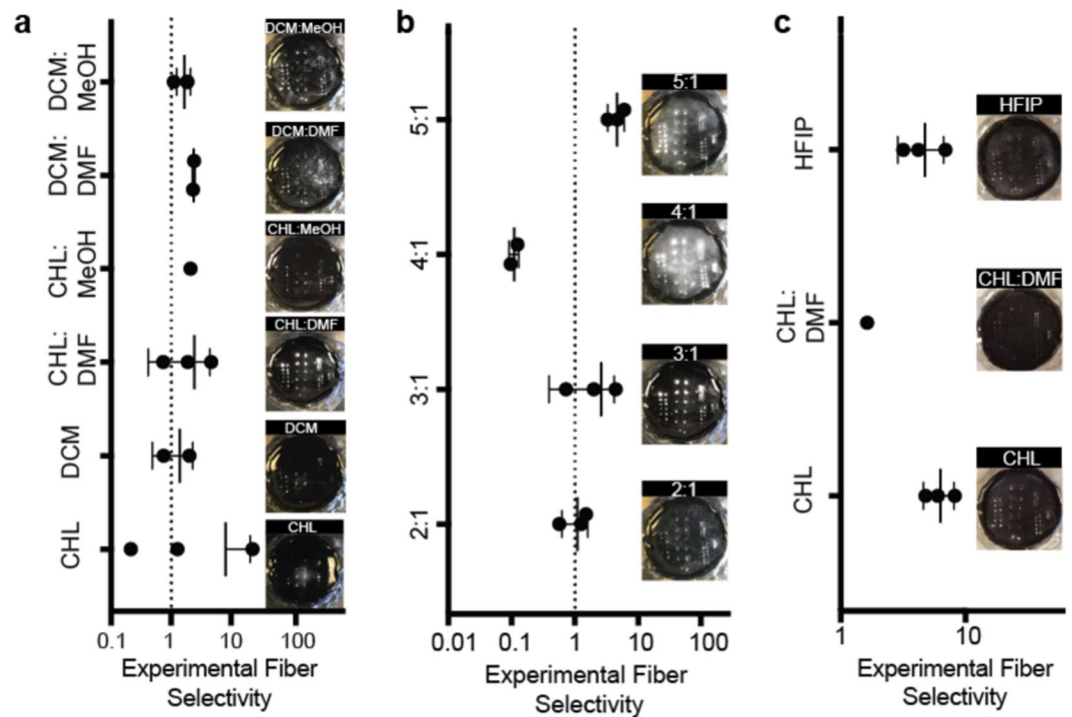 a
DCM:
MeOH
DCM:
DMF
CHL:
MeOH
CHL:
DMF
DCM
CHL
DCM:MeOH
DCM:DMF
CHL:MeOH
CHL:DMF
DCM
CHL
0.1 1 10 100
Experimental Fiber
Selectivity
b
5:1
4:1
3:1
2:1
5:1
4:1
3:1
2:1
0.01 0.1 1 10 100
Experimental Fiber
Selectivity
c
HFIP
CHL:
DMF
CHL
HFIP
CHL:DMF
CHL
1 10
Experimental Fiber
Selectivity